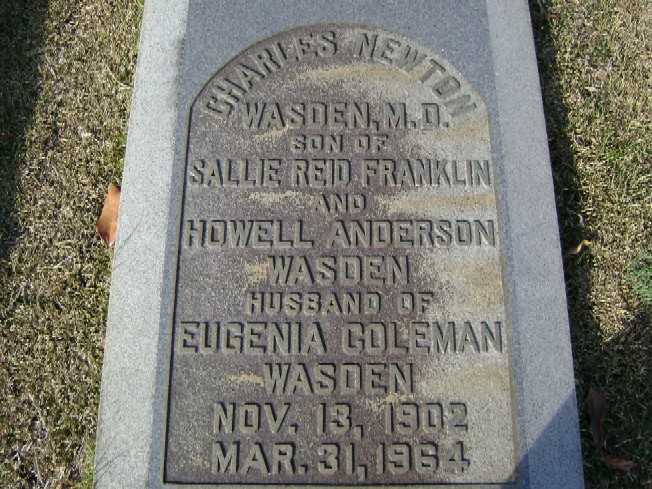 CHARLES NEWTON
WASDEN, M.D.
SON OF
SALLIE REID FRANKLIN
AND
HOWELL ANDERSON
WASDEN
HUSBAND OF
EUGENIA COLEMAN
WASDEN
NOV. 13, 1902
MAR. 31, 1964